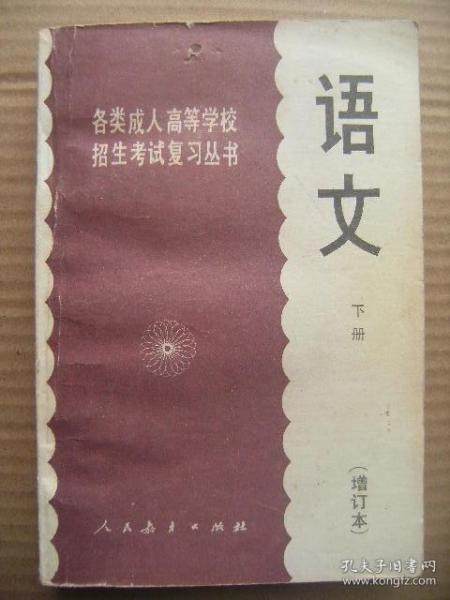 各类成人高等学校
招生考试复习丛书
语文
下册
(增订本)
人民教育出版社
孔夫子旧书网
www.kongfz.com